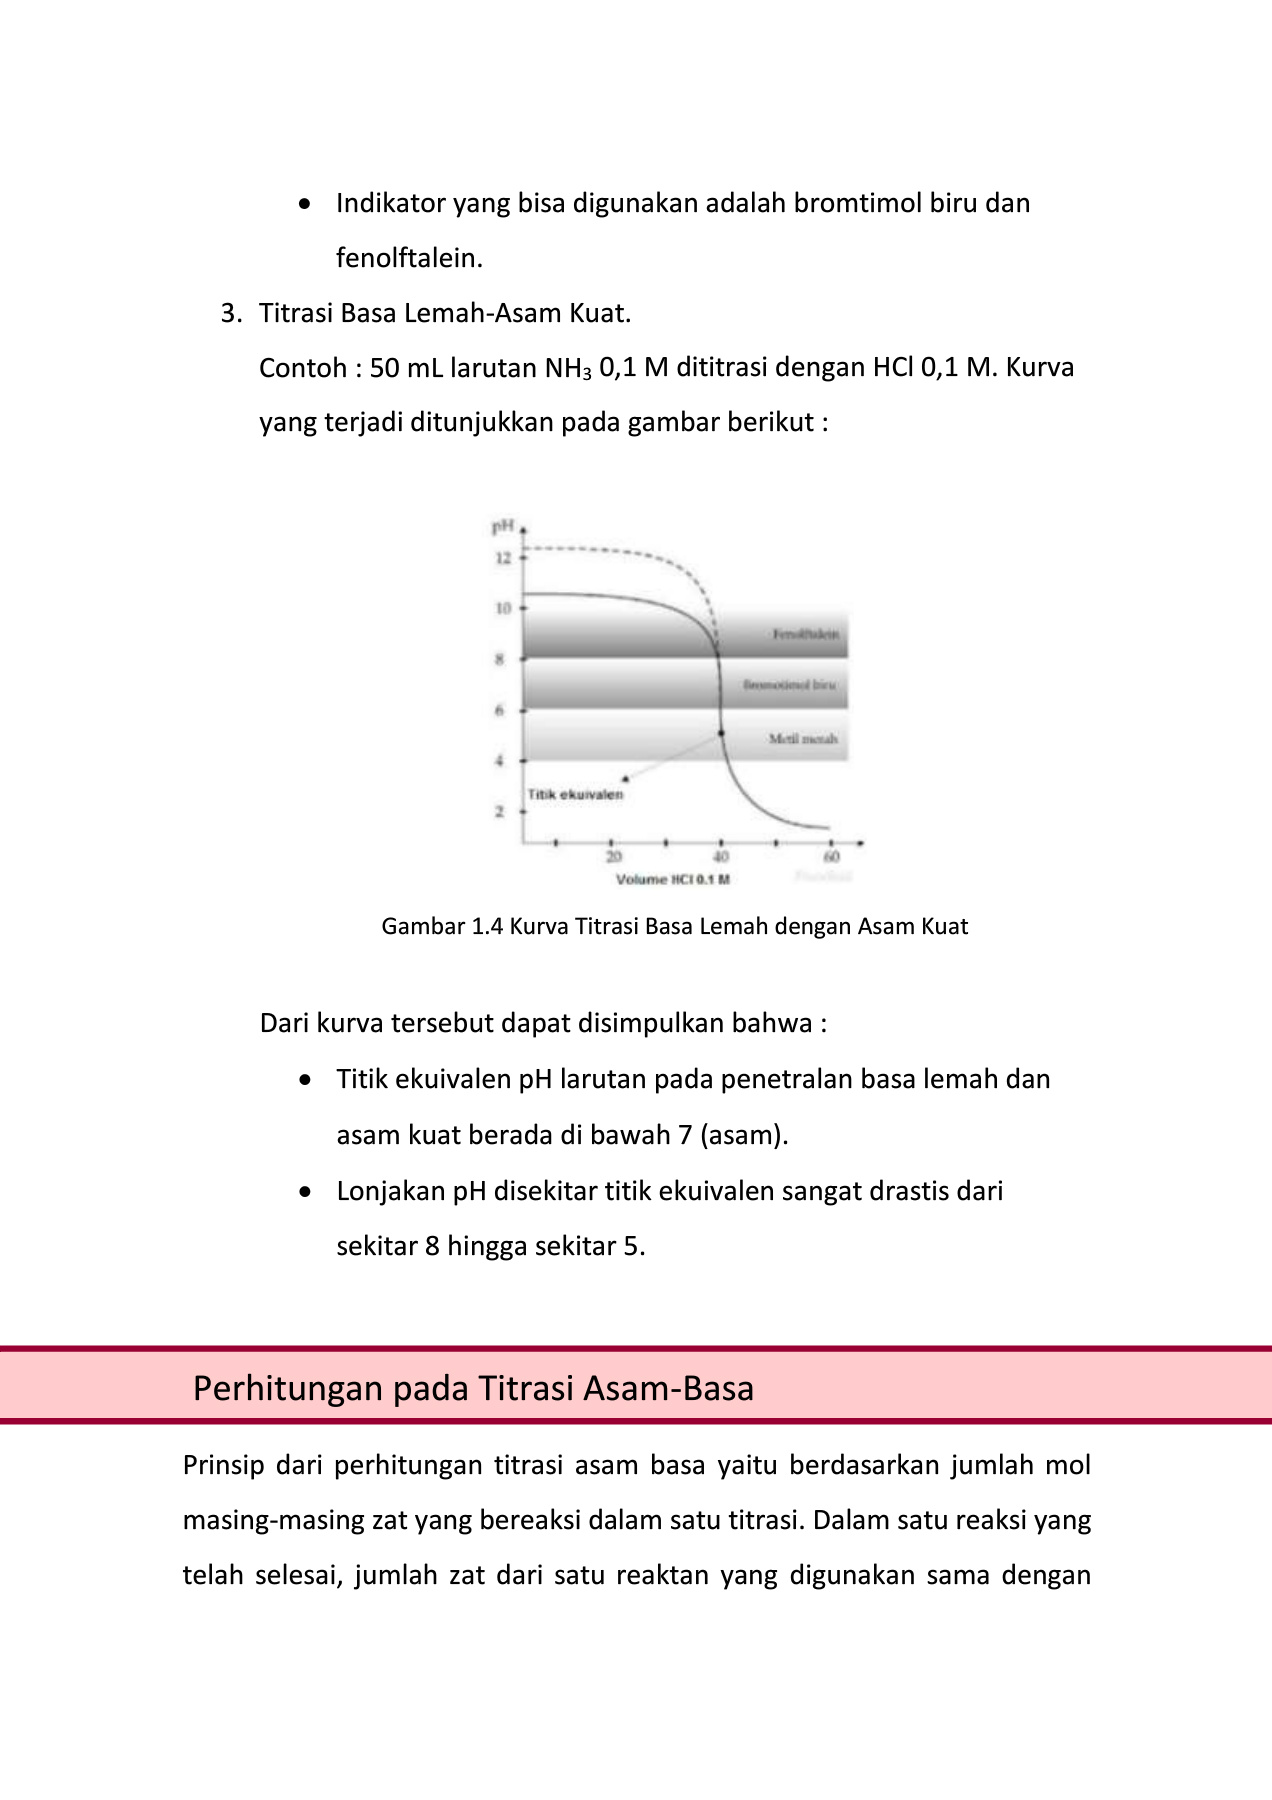 • Indikator yang bisa digunakan adalah bromtimol biru dan
fenolftalein.
3. Titrasi Basa Lemah-Asam Kuat.
Contoh : 50 mL larutan NH₃ 0,1 M dititrasi dengan HCl 0,1 M. Kurva
yang terjadi ditunjukkan pada gambar berikut :
pH
12
10
Fenolftalein
8
Bromotimol biru
6
Metil merah
4
Titik ekuivalen
2
20 40 60
Volume HCl 0.1 M
Gambar 1.4 Kurva Titrasi Basa Lemah dengan Asam Kuat
Dari kurva tersebut dapat disimpulkan bahwa :
• Titik ekuivalen pH larutan pada penetralan basa lemah dan
asam kuat berada di bawah 7 (asam).
• Lonjakan pH disekitar titik ekuivalen sangat drastis dari
sekitar 8 hingga sekitar 5.
Perhitungan pada Titrasi Asam-Basa
Prinsip dari perhitungan titrasi asam basa yaitu berdasarkan jumlah mol
masing-masing zat yang bereaksi dalam satu titrasi. Dalam satu reaksi yang
telah selesai, jumlah zat dari satu reaktan yang digunakan sama dengan